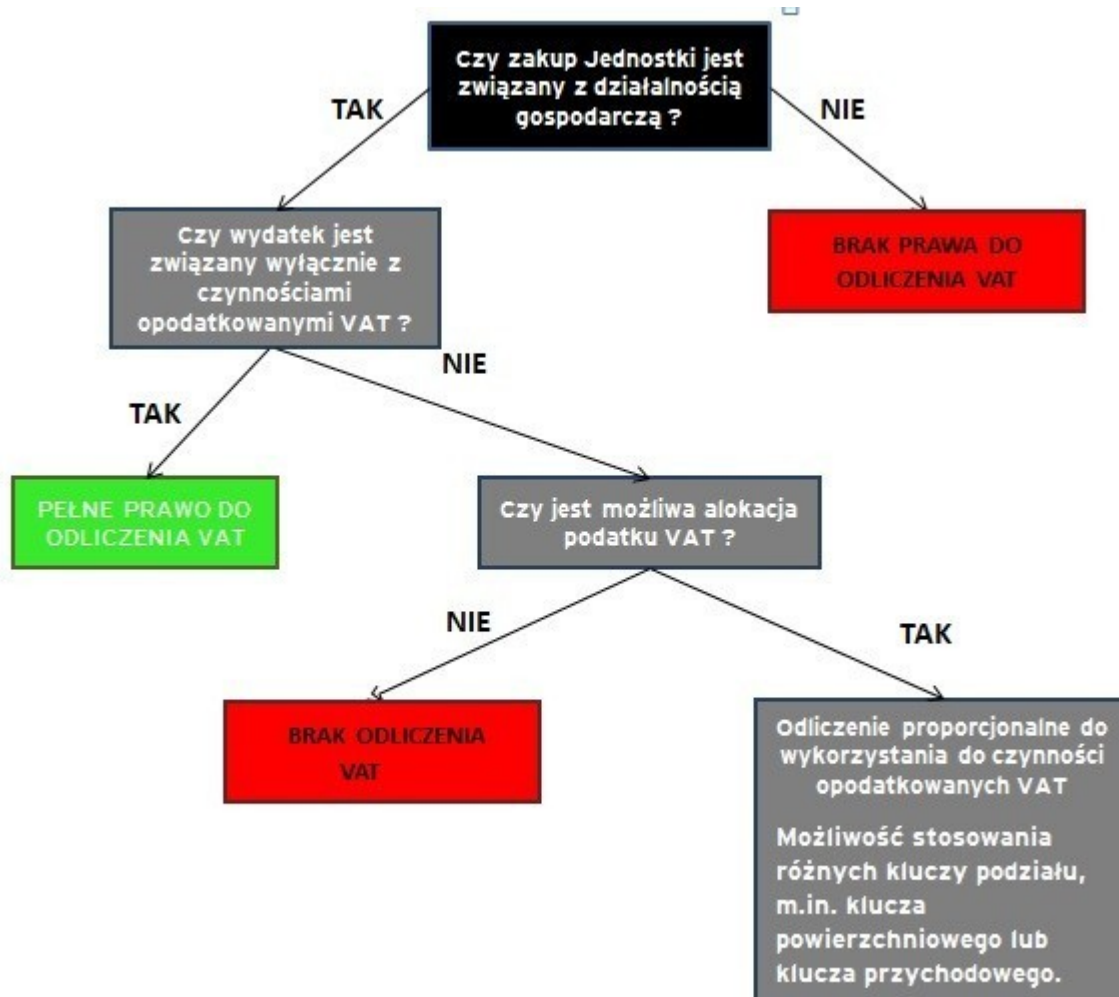 Czy zakup Jednostki jest
związany z działalnością
gospodarczą ?
TAK
NIE
Czy wydatek jest
związany wyłącznie z
czynnościami
opodatkowanymi VAT ?
BRAK PRAWA DO
ODLICZENIA VAT
NIE
TAK
PEŁNE PRAWO DO
ODLICZENIA VAT
Czy jest możliwa alokacja
podatku VAT ?
NIE
TAK
BRAK ODLICZENIA
VAT
Odliczenie proporcjonalne do
wykorzystania do czynności
opodatkowanych VAT
Możliwość stosowania
różnych kluczy podziału,
m.in. klucza
powierzchniowego lub
klucza przychodowego.